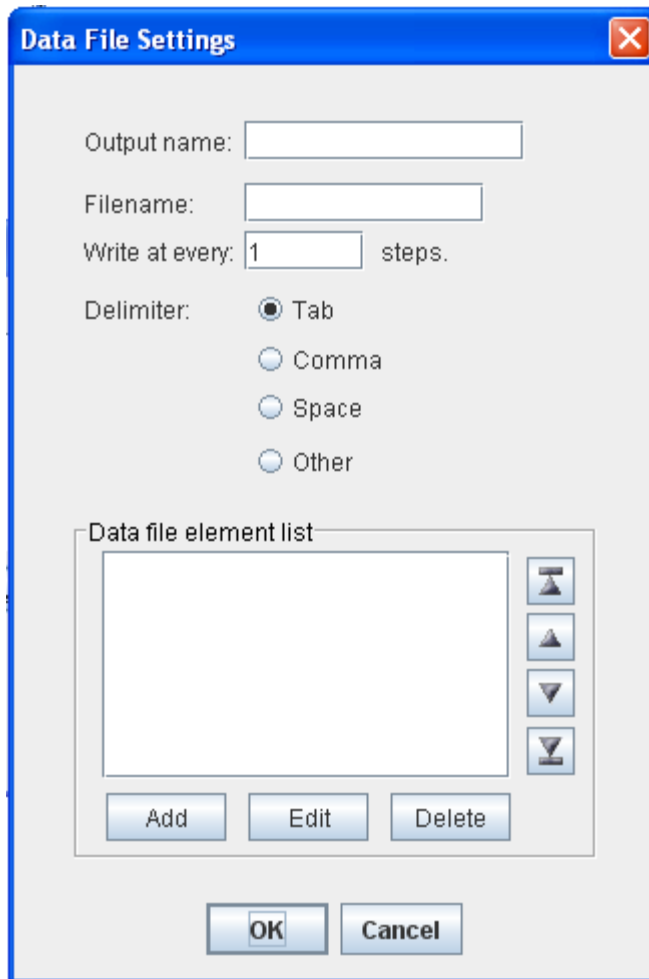 Data File Settings
Output name:
Filename:
Write at every: 1 steps.
Delimiter: Tab
Comma
Space
Other
Data file element list
Add Edit Delete
OK Cancel